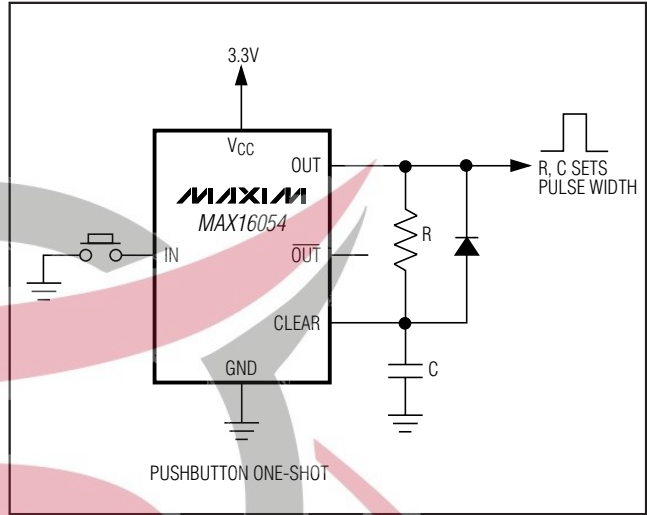 3.3V
VCC
OUT
R, C SETS
PULSE WIDTH
MAXIM
MAX16054
IN
OUT
R
CLEAR
GND
C
PUSHBUTTON ONE-SHOT